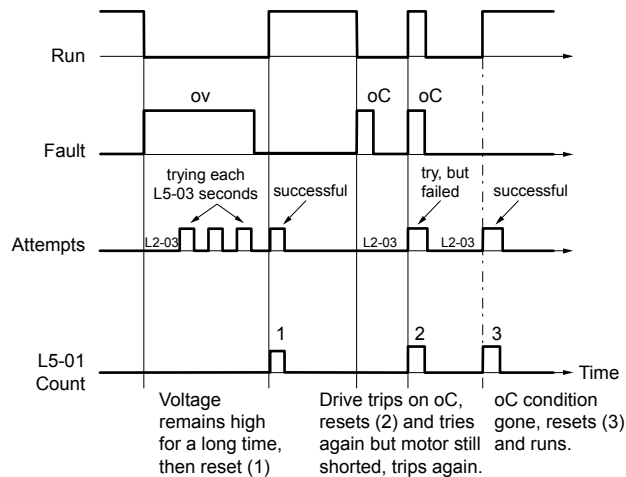 Run
ov
oC
oC
Fault
trying each
L5-03 seconds
successful
try, but
failed
successful
Attempts
L2-03
L2-03
L2-03
1
2
3
L5-01
Count
Time
Voltage
remains high
for a long time,
then reset (1)
Drive trips on oC,
resets (2) and tries
again but motor still
shorted, trips again.
oC condition
gone, resets (3)
and runs.